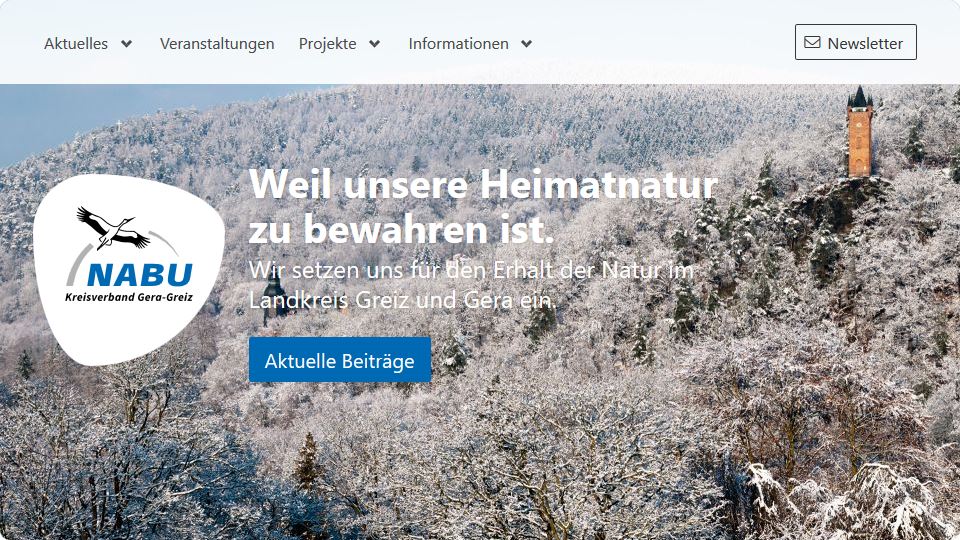 Aktuelles
Veranstaltungen
Projekte
Informationen
Newsletter
Weil unsere Heimatnatur
zu bewahren ist.
Wir setzen uns für den Erhalt der Natur im
Landkreis Greiz und Gera ein.
NABU
Kreisverband Gera-Greiz
Aktuelle Beiträge